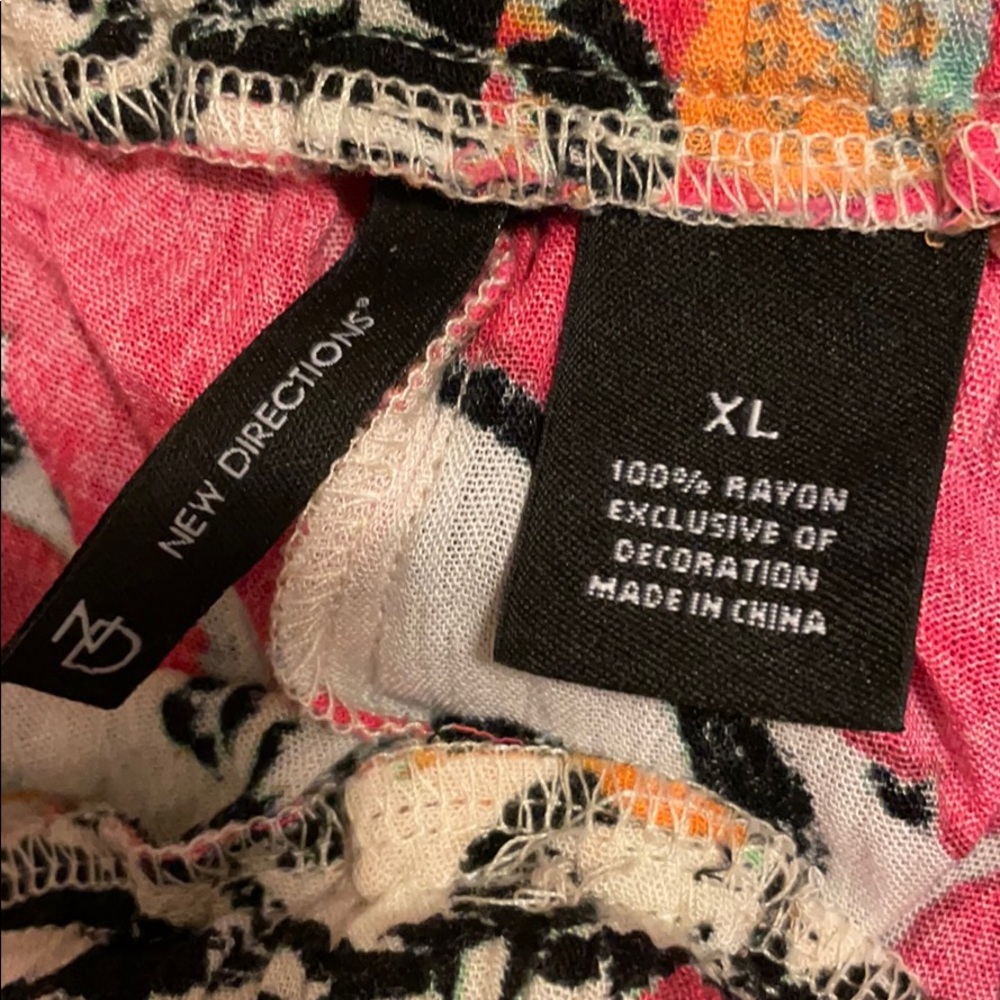 NEW DIRECTIONS®
ND
XL
100% RAYON
EXCLUSIVE OF
DECORATION
MADE IN CHINA